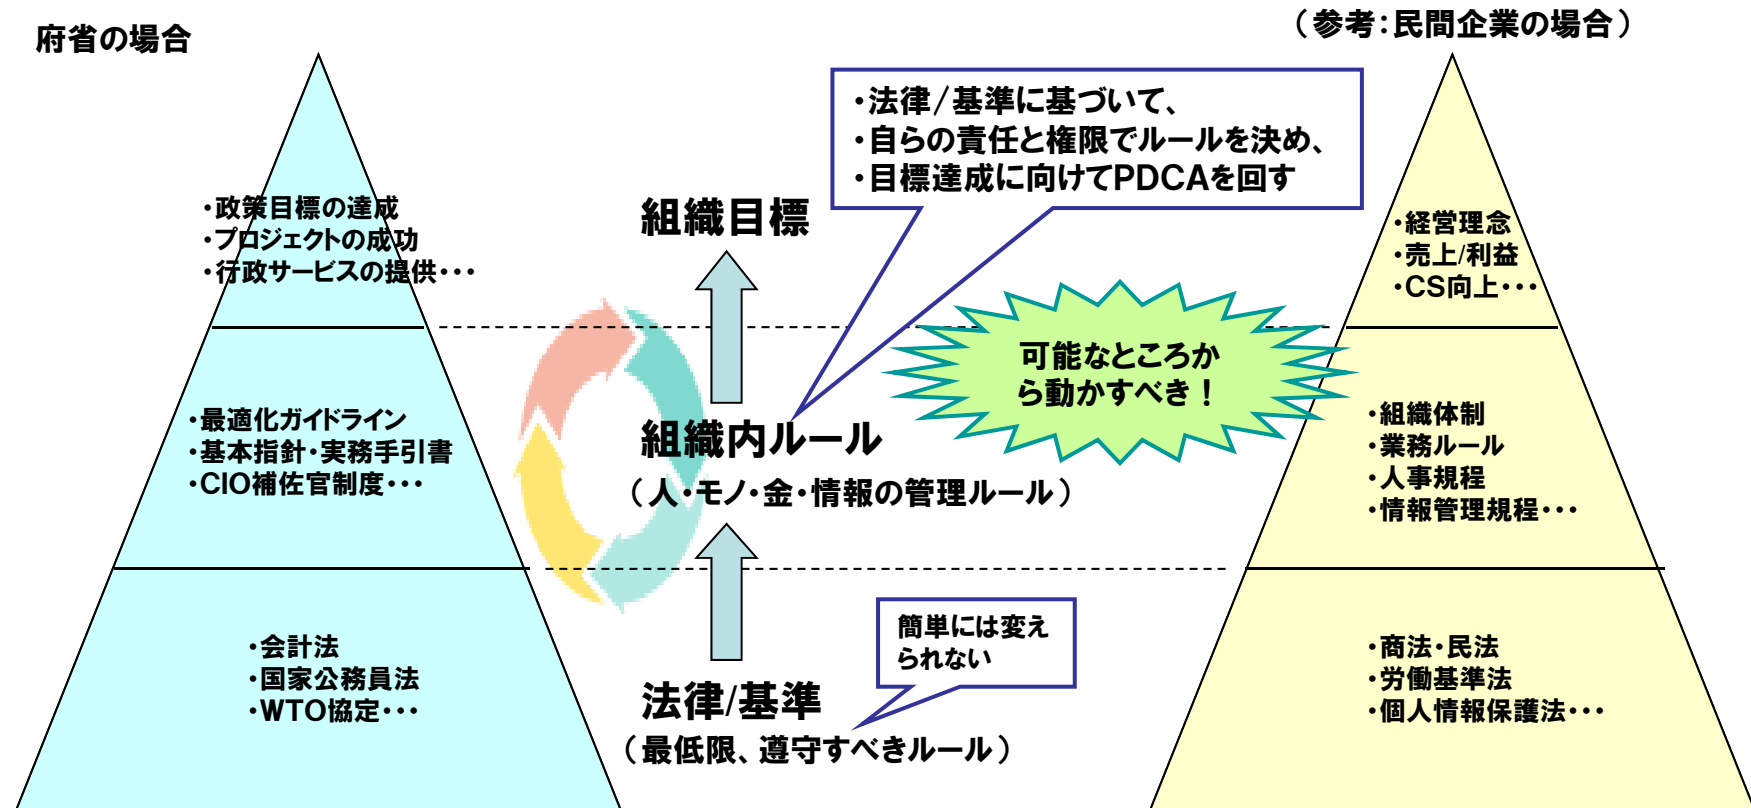 府省の場合
・政策目標の達成
・プロジェクトの成功
・行政サービスの提供・・・
・最適化ガイドライン
・基本指針・実務手引書
・CIO補佐官制度・・・
・会計法
・国家公務員法
・WTO協定・・・
・法律/基準に基づいて、
・自らの責任と権限でルールを決め、
・目標達成に向けてPDCAを回す
組織目標
可能なところか
ら動かすべき！
組織内ルール
（人・モノ・金・情報の管理ルール）
簡単には変え
られない
法律/基準
（最低限、遵守すべきルール）
（参考：民間企業の場合）
・経営理念
・売上/利益
・CS向上・・・
・組織体制
・業務ルール
・人事規程
・情報管理規程・・・
・商法・民法
・労働基準法
・個人情報保護法・・・